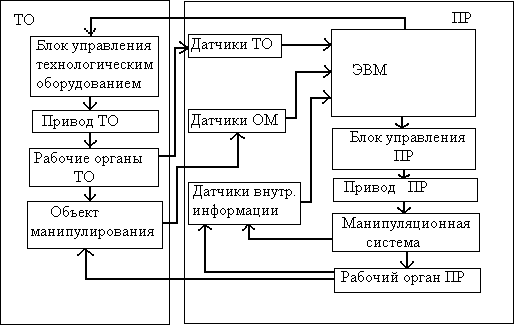 ТО
Блок управления
технологическим
оборудованием
Привод ТО
Рабочие органы
ТО
Объект
манипулирования
ПР
Датчики ТО
ЭВМ
Датчики ОМ
Блок управления
ПР
Датчики внутр.
информации
Привод ПР
Манипуляционная
система
Рабочий орган ПР